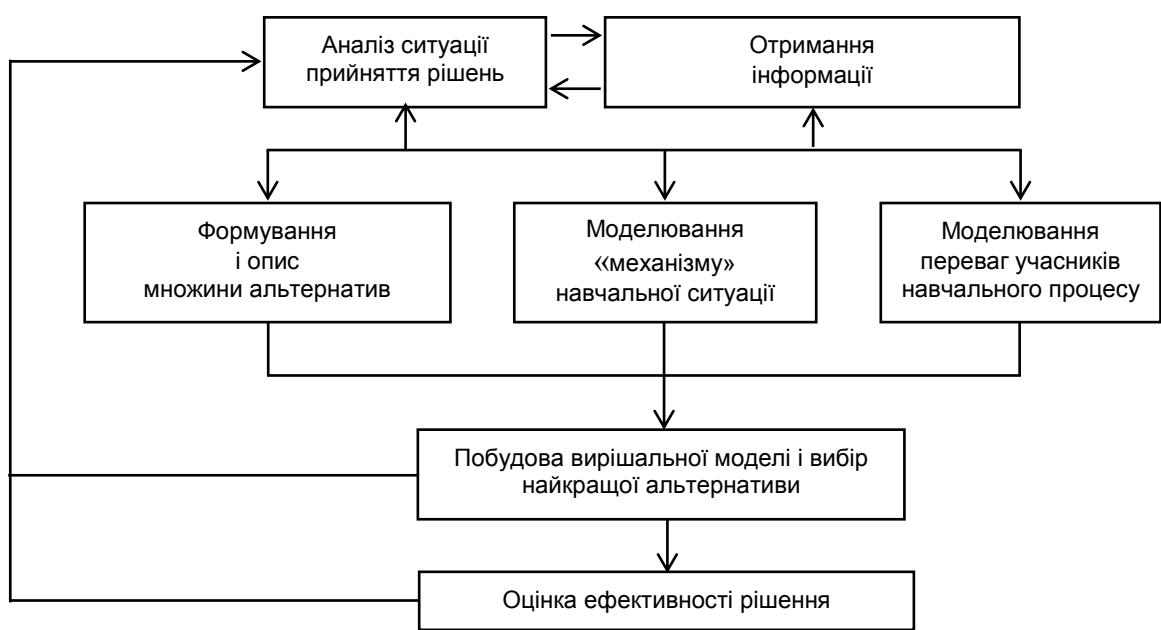 Аналіз ситуації
прийняття рішень
Отримання
інформації
Формування
і опис
множини альтернатив
Моделювання
«механізму»
навчальної ситуації
Моделювання
переваг учасників
навчального процесу
Побудова вирішальної моделі і вибір
найкращої альтернативи
Оцінка ефективності рішення